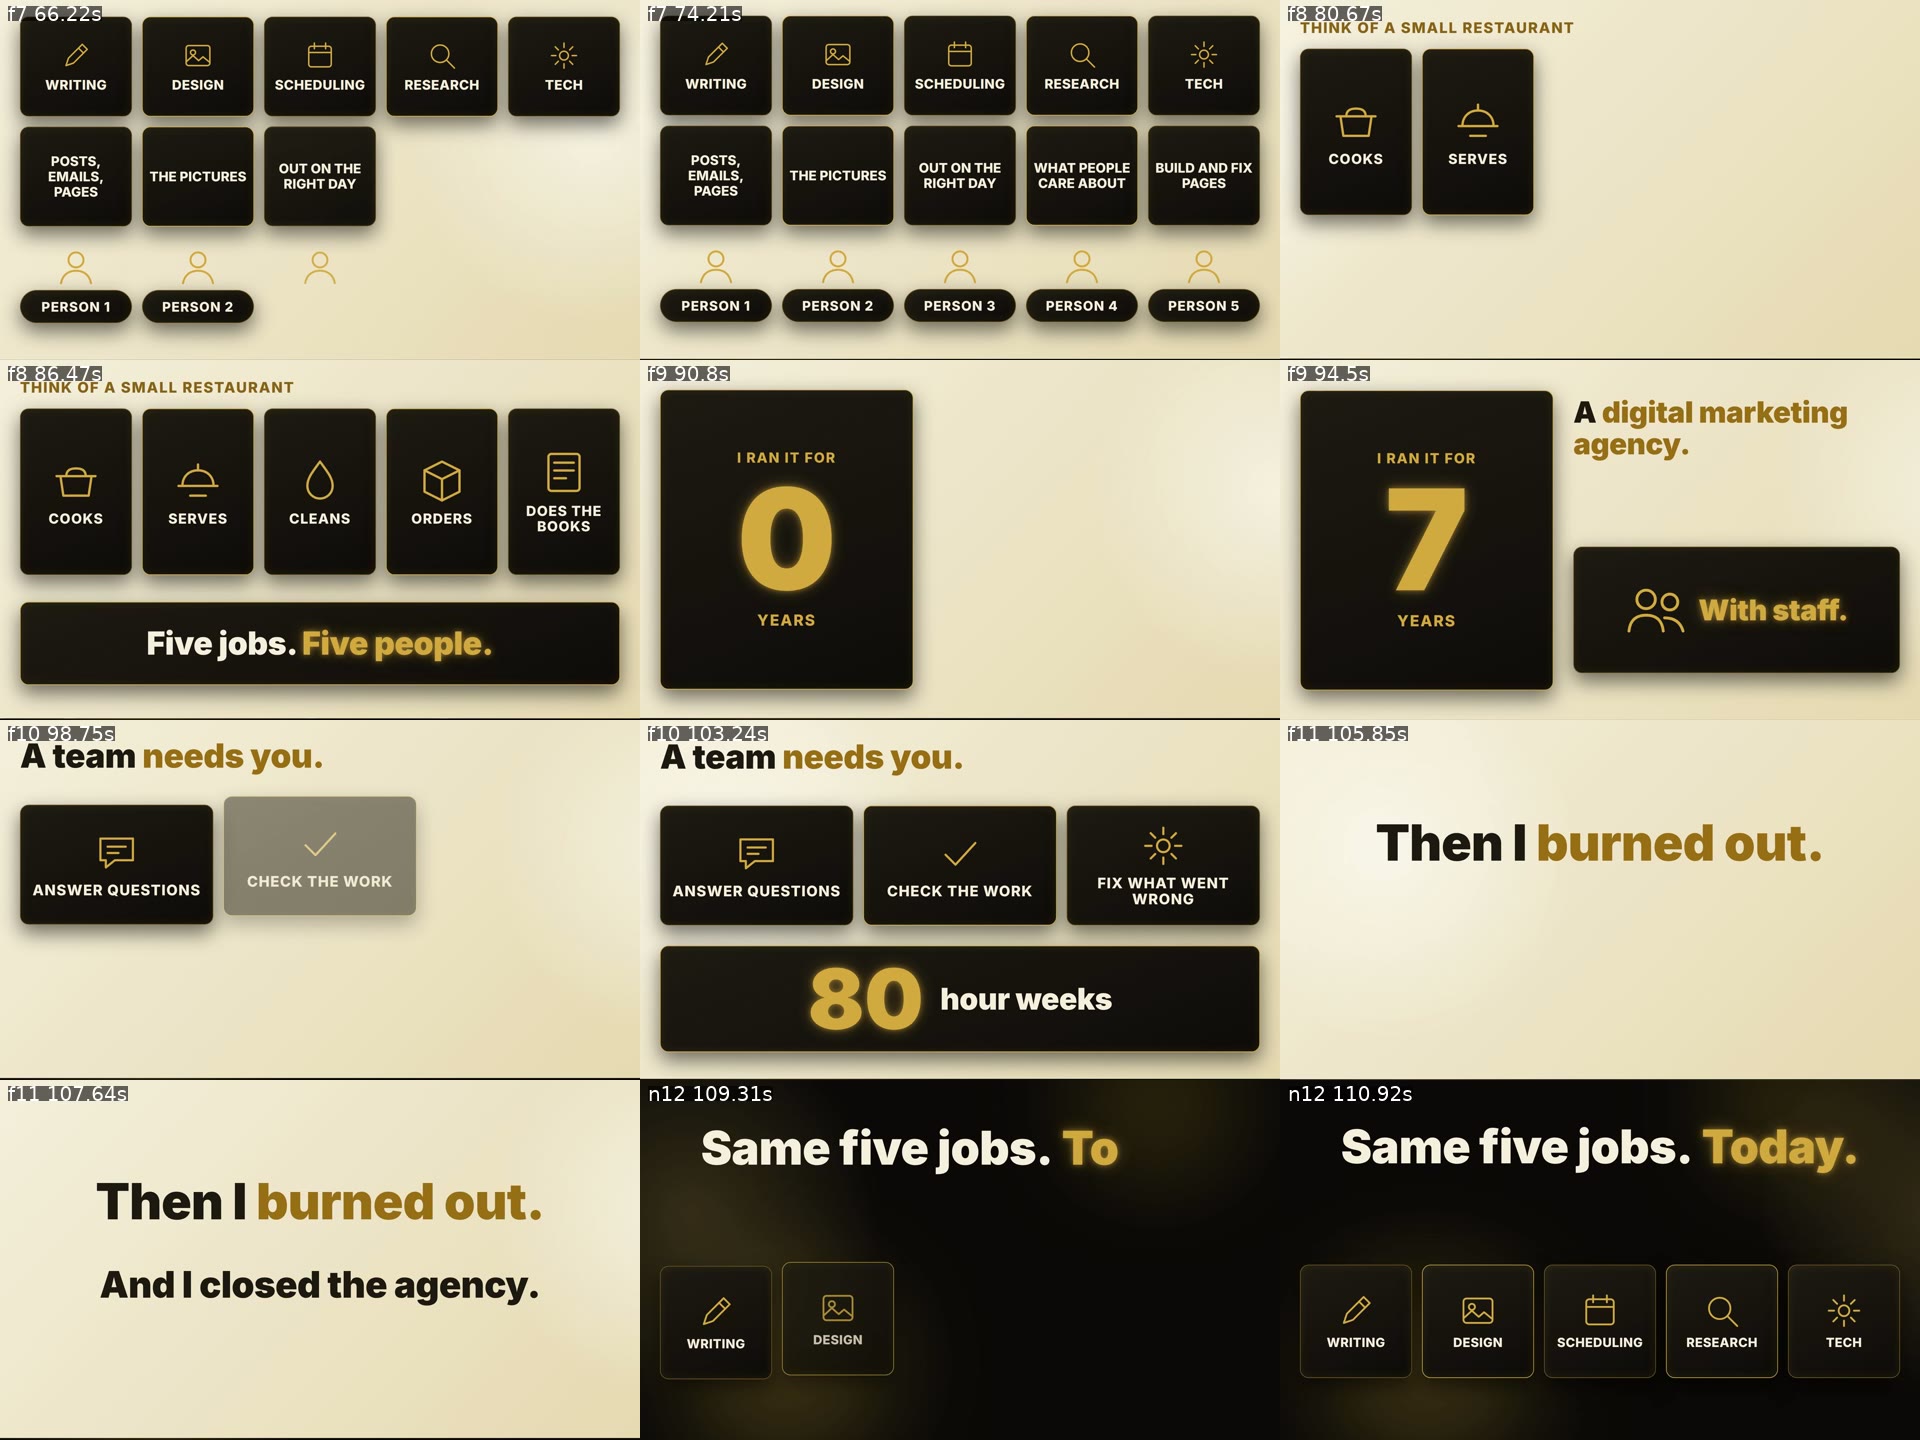 f7 66.22s
WRITING
DESIGN
SCHEDULING
RESEARCH
TECH
POSTS,
EMAILS,
PAGES
THE PICTURES
OUT ON THE
RIGHT DAY
PERSON 1
PERSON 2
f7 74.21s
WRITING
DESIGN
SCHEDULING
RESEARCH
TECH
POSTS,
EMAILS,
PAGES
THE PICTURES
OUT ON THE
RIGHT DAY
WHAT PEOPLE
CARE ABOUT
BUILD AND FIX
PAGES
PERSON 1
PERSON 2
PERSON 3
PERSON 4
PERSON 5
f8 80.67s
THINK OF A SMALL RESTAURANT
COOKS
SERVES
f8 86.47s
THINK OF A SMALL RESTAURANT
COOKS
SERVES
CLEANS
ORDERS
DOES THE
BOOKS
Five jobs. Five people.
f9 90.8s
I RAN IT FOR
0
YEARS
f9 94.5s
I RAN IT FOR
7
YEARS
A digital marketing
agency.
With staff.
f10 98.75s
A team needs you.
ANSWER QUESTIONS
CHECK THE WORK
f10 103.24s
A team needs you.
ANSWER QUESTIONS
CHECK THE WORK
FIX WHAT WENT
WRONG
80 hour weeks
f11 105.85s
Then I burned out.
f11 107.64s
Then I burned out.
And I closed the agency.
n12 109.31s
Same five jobs. To
WRITING
DESIGN
n12 110.92s
Same five jobs. Today.
WRITING
DESIGN
SCHEDULING
RESEARCH
TECH